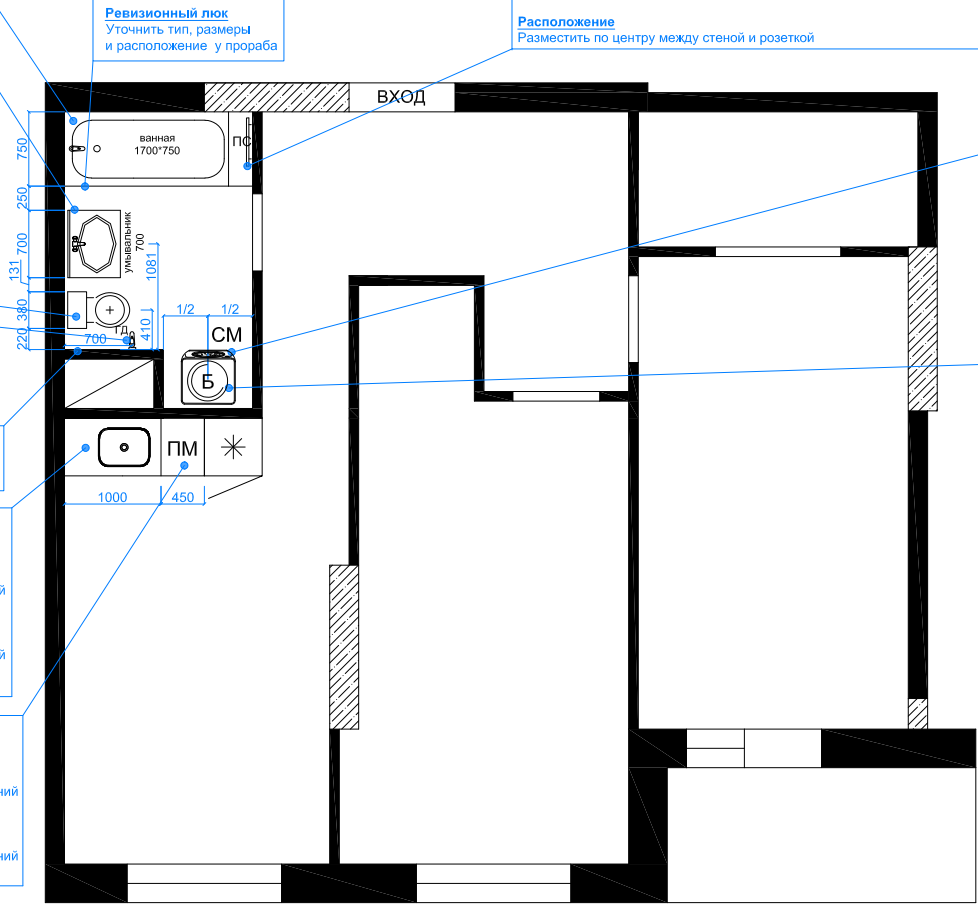 Ревизионный люк
Уточнить тип, размеры
и расположение у прораба
Расположение
Разместить по центру между стеной и розеткой
ВХОД
ванная
1700*750
ПС
750
250
700
131
380
220
умывальник
700
1081
1/2
1/2
410
ГД
700
СМ
Б
ПМ
1000
450
й
й
ний
ний